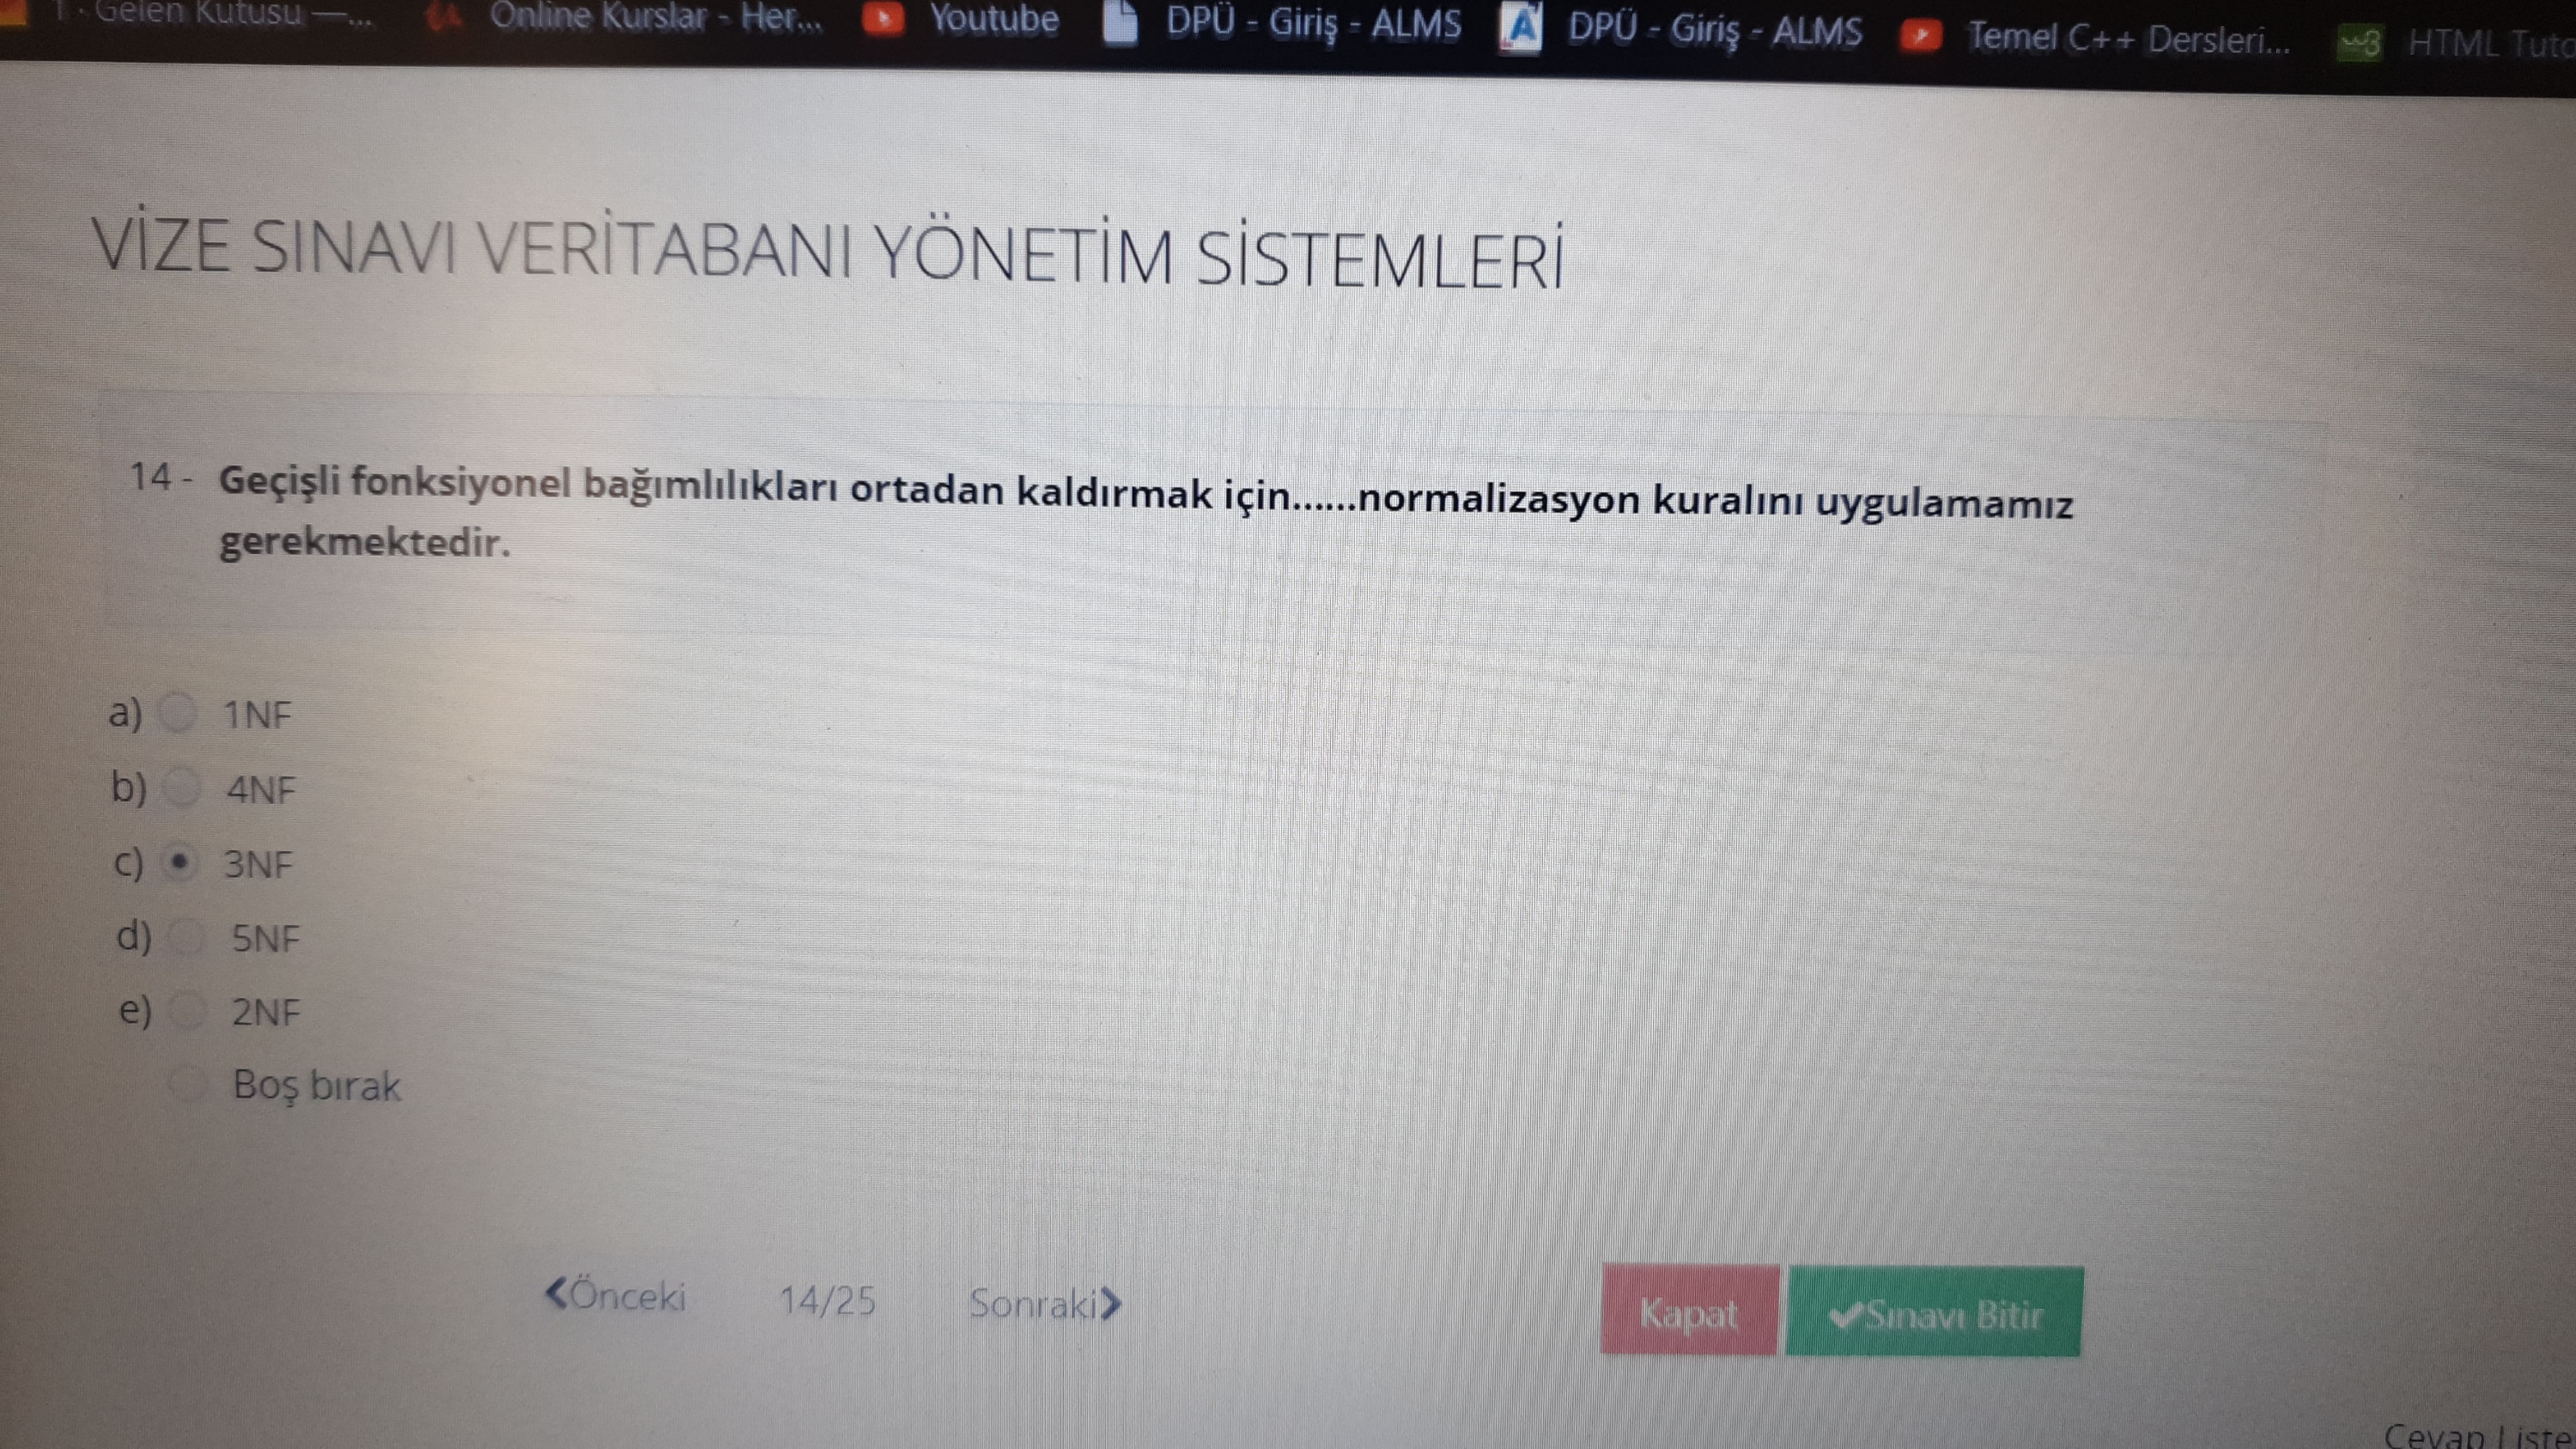 1 - Gelen Kutusu —...
Online Kurslar - Her...
Youtube
DPÜ - Giriş - ALMS
DPÜ - Giriş - ALMS
Temel C++ Dersleri...
w3
HTML Tuto
VİZE SINAVI VERİTABANI YÖNETİM SİSTEMLERİ
14 - Geçişli fonksiyonel bağımlılıkları ortadan kaldırmak için......normalizasyon kuralını uygulamamız
gerekmektedir.
a) 1NF
b) 4NF
c) 3NF
d) 5NF
e) 2NF
Boş bırak
Önceki 14/25 Sonraki
Kapat
Sınavı Bitir
Cevap Liste